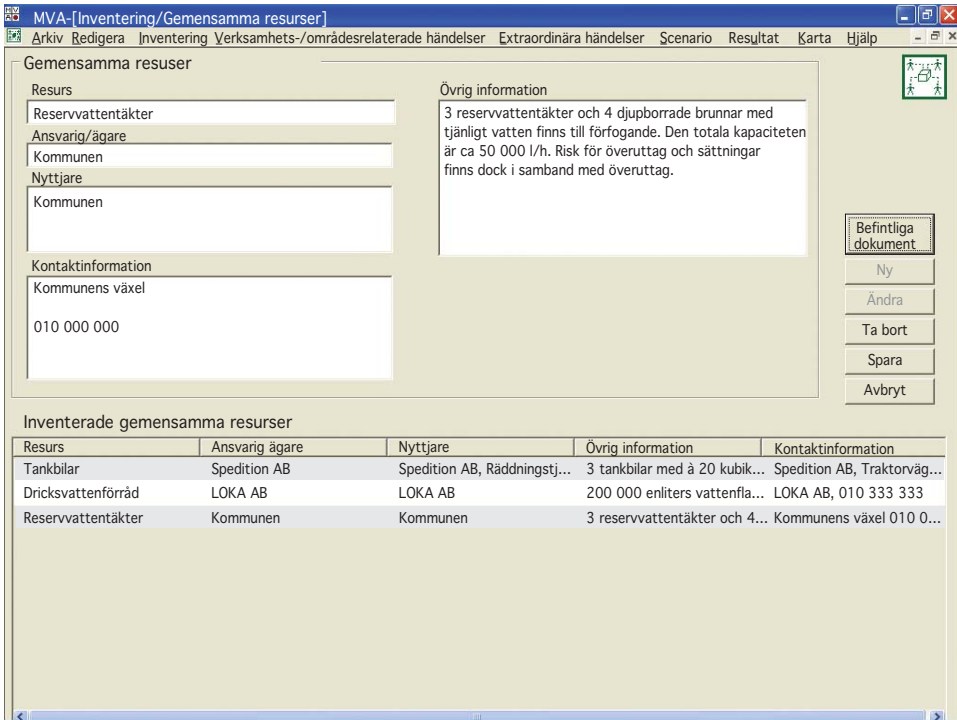 MVA-[Inventering/Gemensamma resurser]
Arkiv Redigera Inventering Verksamhets-/områdesrelaterade händelser Extraordinära händelser Scenario Resultat Karta Hjälp
Gemensamma resuser
Resurs
Reservvattentäkter
Ansvarig/ägare
Kommunen
Nyttjare
Kommunen
Kontaktinformation
Kommunens växel
010 000 000
Övrig information
3 reservvattentäkter och 4 djupborrade brunnar med
tjänligt vatten finns till förfogande. Den totala kapaciteten
är ca 50 000 l/h. Risk för överuttag och sättningar
finns dock i samband med överuttag.
Befintliga
dokument
Ny
Ändra
Ta bort
Spara
Avbryt
Inventerade gemensamma resurser
Resurs Ansvarig ägare Nyttjare Övrig information Kontaktinformation
Tankbilar Spedition AB Spedition AB, Räddningstj... 3 tankbilar med à 20 kubik... Spedition AB, Traktorväg...
Dricksvattenförråd LOKA AB LOKA AB 200 000 enliters vattenfla... LOKA AB, 010 333 333
Reservvattentäkter Kommunen Kommunen 3 reservvattentäkter och 4... Kommunens växel 010 0...